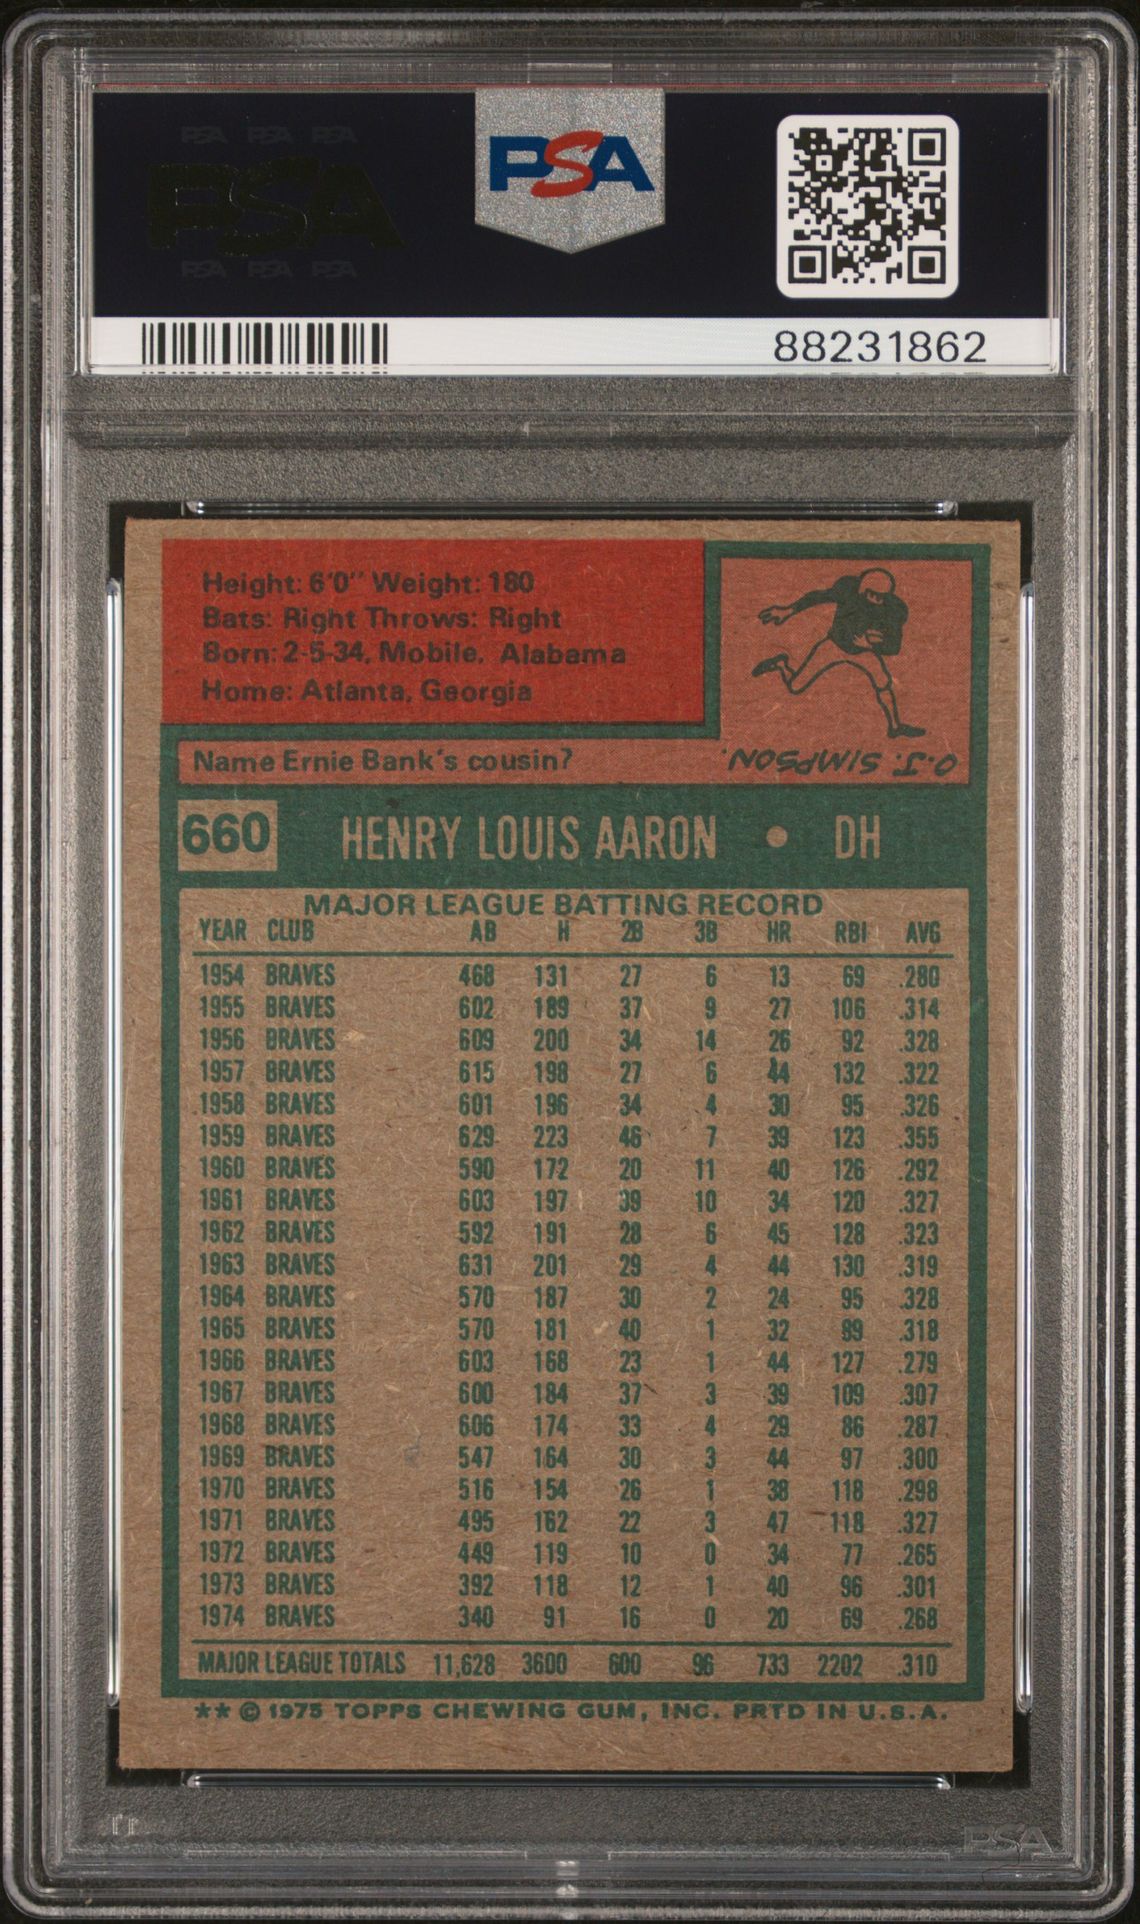 PSA PSA PSA
PSA
PSA PSA PSA
PSA
88231862
Height: 6'0" Weight: 180
Bats: Right Throws: Right
Born: 2-5-34, Mobile, Alabama
Home: Atlanta, Georgia
Name Ernie Bank's cousin?
O.J. SIMPSON.
660 HENRY LOUIS AARON • DH
MAJOR LEAGUE BATTING RECORD
YEAR CLUB AB H 2B 3B HR RBI AVG
1954 BRAVES 468 131 27 6 13 69 .280
1955 BRAVES 602 189 37 9 27 106 .314
1956 BRAVES 609 200 34 14 26 92 .328
1957 BRAVES 615 198 27 6 44 132 .322
1958 BRAVES 601 196 34 4 30 95 .326
1959 BRAVES 629 223 46 7 39 123 .355
1960 BRAVES 590 172 20 11 40 126 .292
1961 BRAVES 603 197 39 10 34 120 .327
1962 BRAVES 592 191 28 6 45 128 .323
1963 BRAVES 631 201 29 4 44 130 .319
1964 BRAVES 570 187 30 2 24 95 .328
1965 BRAVES 570 181 40 1 32 89 .318
1966 BRAVES 603 168 23 1 44 127 .279
1967 BRAVES 600 184 37 3 39 109 .307
1968 BRAVES 606 174 33 4 29 86 .287
1969 BRAVES 547 164 30 3 44 97 .300
1970 BRAVES 516 154 26 1 38 118 .298
1971 BRAVES 495 162 22 3 47 118 .327
1972 BRAVES 449 119 10 0 34 77 .265
1973 BRAVES 392 118 12 1 40 96 .301
1974 BRAVES 340 91 16 0 20 69 .268
MAJOR LEAGUE TOTALS 11,628 3600 600 96 733 2202 .310
** © 1975 TOPPS CHEWING GUM, INC. PRTD IN U.S.A.
PSA